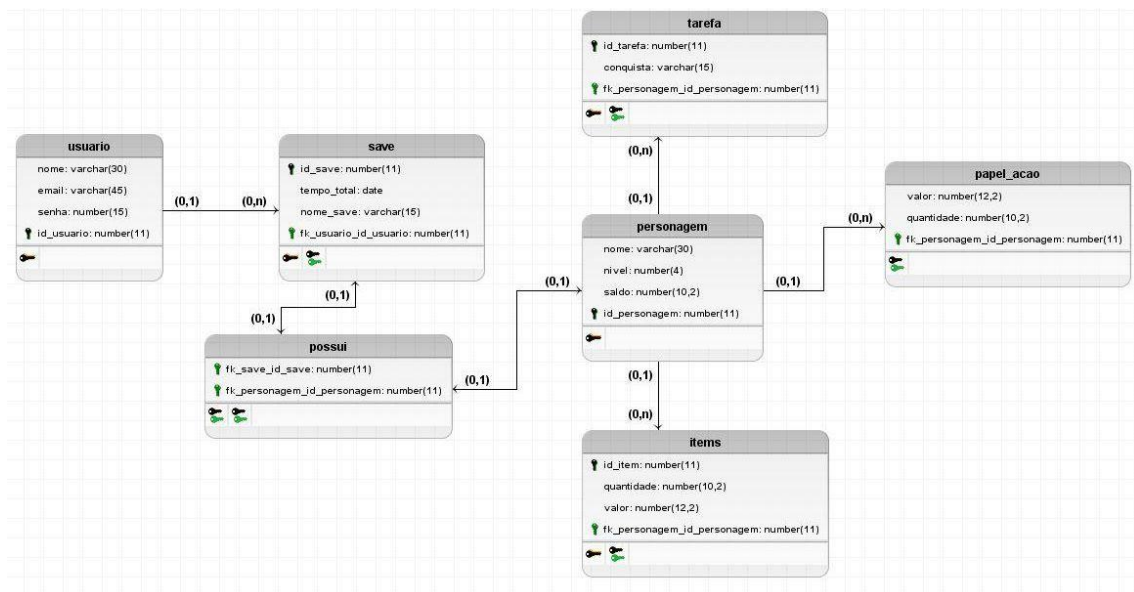 tarefa
id_tarefa: number(11)
conquista: varchar(15)
fk_personagem_id_personagem: number(11)
(0,n)
(0,1)
usuario
nome: varchar(30)
email: varchar(45)
senha: number(15)
id_usuario: number(11)
(0,1)
(0,n)
save
id_save: number(11)
tempo_total: date
nome_save: varchar(15)
fk_usuario_id_usuario: number(11)
(0,1)
(0,1)
possui
fk_save_id_save: number(11)
fk_personagem_id_personagem: number(11)
(0,1)
(0,1)
personagem
nome: varchar(30)
nivel: number(4)
saldo: number(10,2)
id_personagem: number(11)
(0,1)
(0,n)
papel_acao
valor: number(12,2)
quantidade: number(10,2)
fk_personagem_id_personagem: number(11)
(0,1)
(0,n)
items
id_item: number(11)
quantidade: number(10,2)
valor: number(12,2)
fk_personagem_id_personagem: number(11)